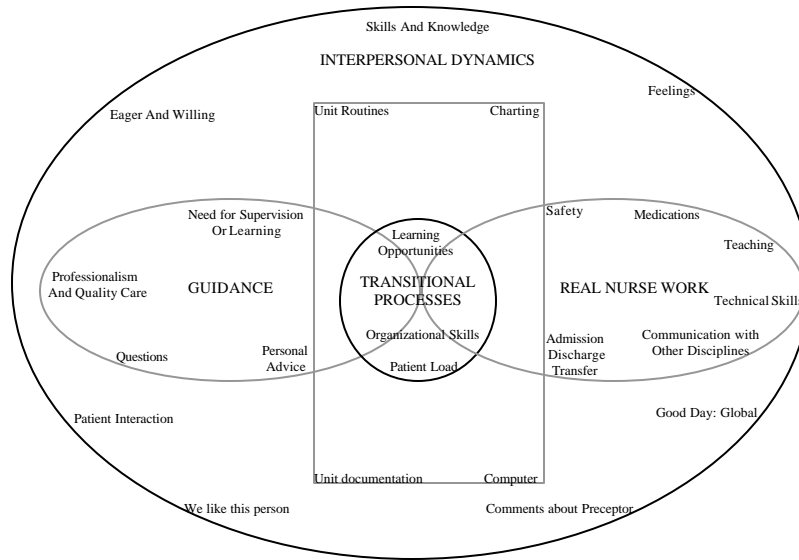 Skills And Knowledge
INTERPERSONAL DYNAMICS
Feelings
Eager And Willing
Unit Routines
Charting
Need for Supervision
Or Learning
Safety
Medications
Learning
Opportunities
Teaching
Professionalism
And Quality Care
GUIDANCE
TRANSITIONAL
PROCESSES
REAL NURSE WORK
Technical Skills
Organizational Skills
Questions
Personal
Advice
Patient Load
Admission
Discharge
Transfer
Communication with
Other Disciplines
Patient Interaction
Good Day: Global
Unit documentation
Computer
We like this person
Comments about Preceptor